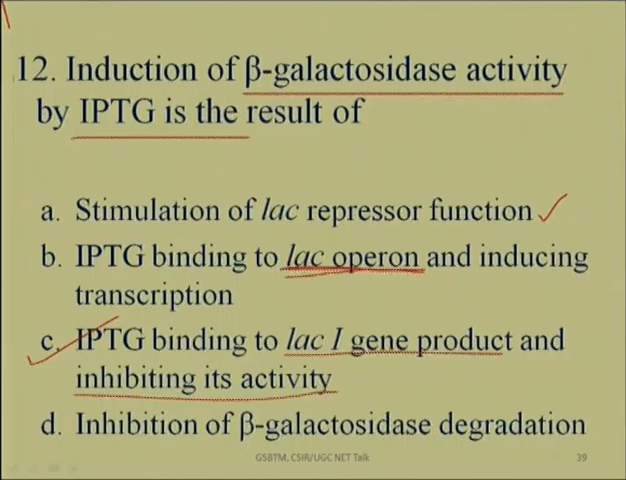 12. Induction of β-galactosidase activity
by IPTG is the result of
a. Stimulation of lac repressor function
b. IPTG binding to lac operon and inducing
transcription
c. IPTG binding to lac I gene product and
inhibiting its activity
d. Inhibition of β-galactosidase degradation
GSBTM, CSIR/UGC NET Talk
39